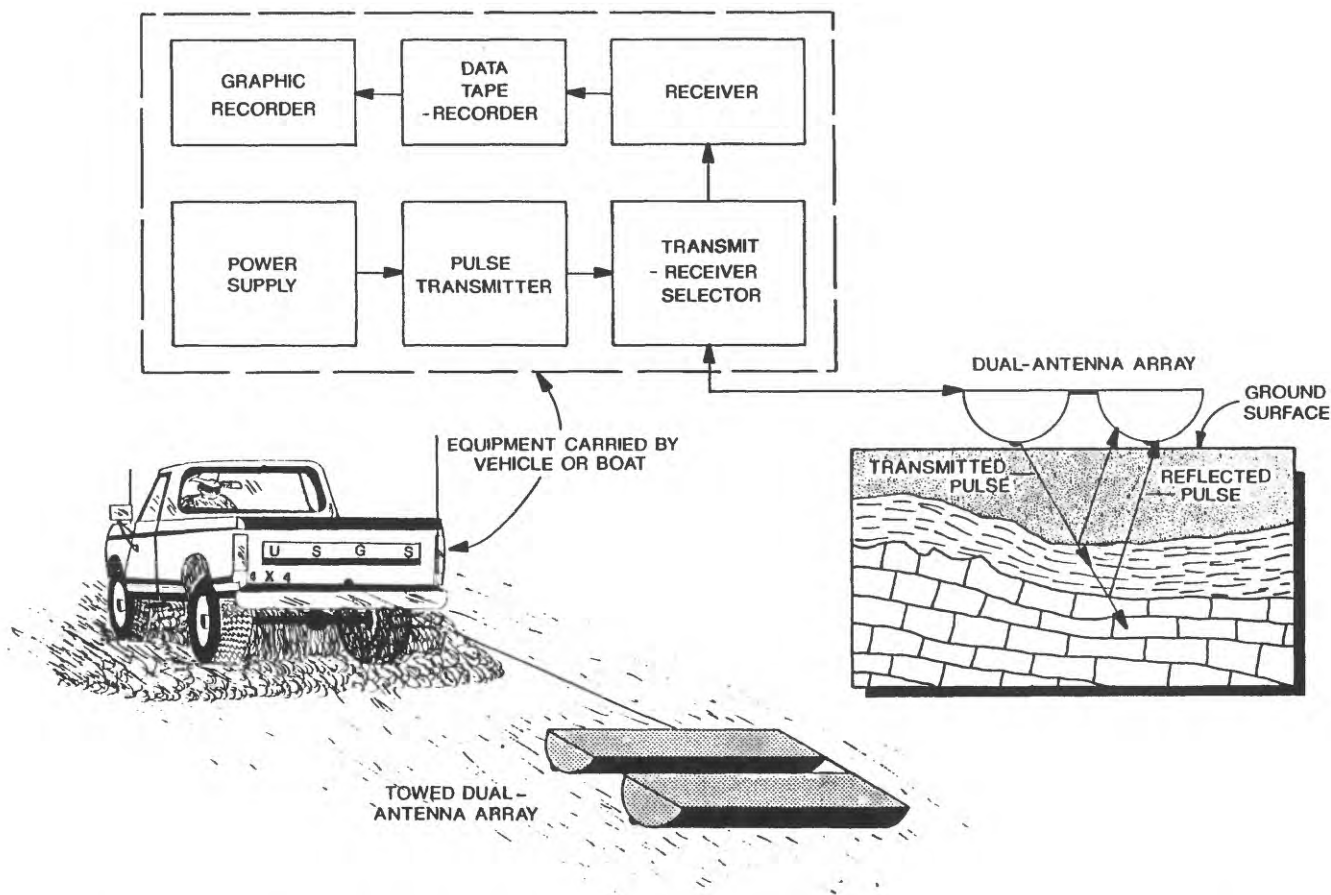 GRAPHIC
RECORDER
DATA
TAPE
-RECORDER
RECEIVER
POWER
SUPPLY
PULSE
TRANSMITTER
TRANSMIT
- RECEIVER
SELECTOR
DUAL-ANTENNA ARRAY
GROUND
SURFACE
EQUIPMENT CARRIED BY
VEHICLE OR BOAT
TRANSMITTED
PULSE
REFLECTED
PULSE
U S G S
4 X 4
TOWED DUAL-
ANTENNA ARRAY